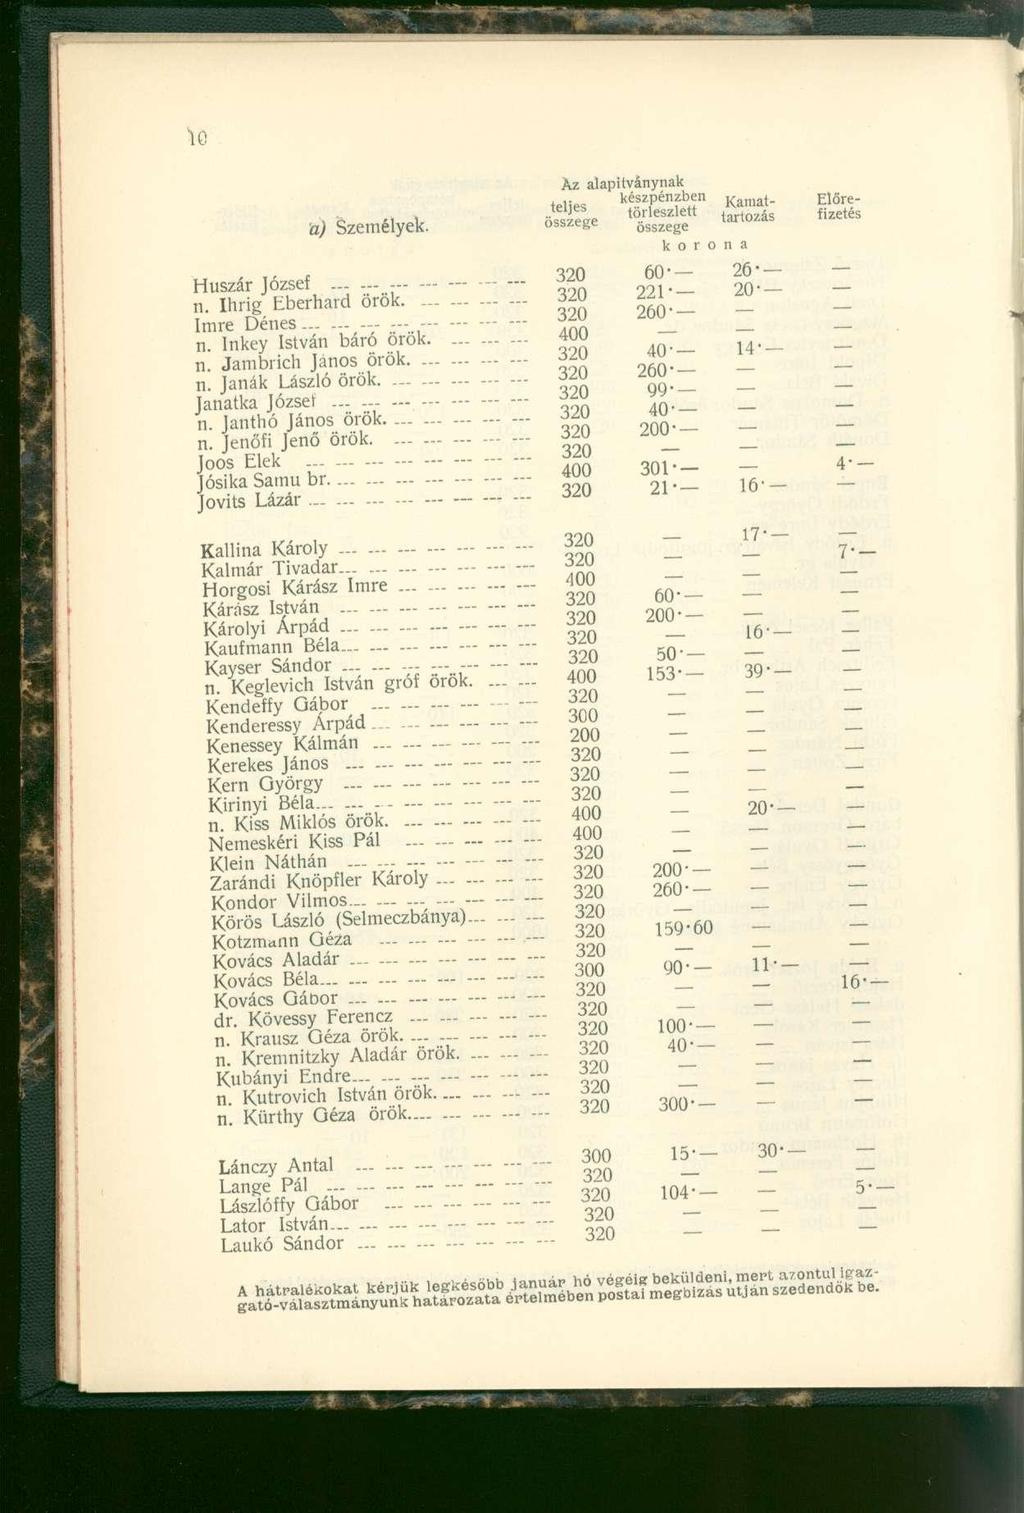 10
Az alapitványnak
a) Személyek. teljes összege készpénzben törlesztett összege Kamat-tartozás Előre-fizetés
korona
Huszár József 320 60·— 26·— —
n. Ihrig Eberhard örök. 320 221·— 20·— —
Imre Dénes 320 260·— — —
n. Inkey István báró örök. 400 — — —
n. Jambrich János örök. 320 40·— 14·— —
n. Janák László örök. 320 260·— — —
Janatka József 320 99·— — —
n. Janthó János örök. 320 40·— — —
n. Jenőfi Jenő örök. 320 200·— — —
Joos Elek 320 — — —
Jósika Samu br. 400 301·— — 4·—
Jovits Lázár 320 21·— 16·— —
Kallina Károly 320 — 17·— —
Kalmár Tivadar 320 — — 7·—
Horgosi Kárász Imre 400 — — —
Kárász István 320 60·— — —
Károlyi Árpád 320 200·— — —
Kaufmann Béla 320 — 16·— —
Kayser Sándor 320 50·— — —
n. Keglevich István gróf örök. 400 153·— 39·— —
Kendeffy Gábor 320 — — —
Kenderessy Árpád 300 — — —
Kenessey Kálmán 200 — — —
Kerekes János 320 — — —
Kern György 320 — — —
Kirinyi Béla 320 — — —
n. Kiss Miklós örök. 400 — 20·— —
Nemeskéri Kiss Pál 400 — — —
Klein Náthán 320 — — —
Zarándi Knöpfler Károly 320 200·— — —
Kondor Vilmos 320 260·— — —
Körös László (Selmeczbánya) 320 — — —
Kotzmann Géza 320 159·60 — —
Kovács Aladár 320 — — —
Kovács Béla 300 90·— 11·— —
Kovács Gábor 320 — — 16·—
dr. Kövessy Ferencz 320 — — —
n. Krausz Géza örök. 320 100·— — —
n. Kremnitzky Aladár örök. 320 40·— — —
Kubányi Endre 320 — — —
n. Kutrovich István örök. 320 — — —
n. Kürthy Géza örök. 320 300·— — —
Lánczy Antal 300 15·— 30·— —
Lange Pál 320 — — —
Lászlóffy Gábor 320 104·— — 5·—
Lator István 320 — — —
Laukó Sándor 320 — — —
A hátralékokat kérjük legkésőbb január hó végéig beküldeni, mert azontul igaz-
gató-választmányunk határozata értelmében postai megbizás utján szedendők be.